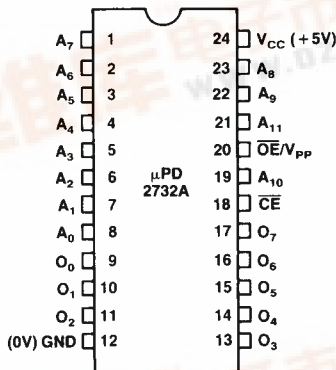 A7 1 24 VCC (+5V)
A6 2 23 A8
A5 3 22 A9
A4 4 21 A11
A3 5 20 O̅E̅/VPP
A2 6 μPD 2732A 19 A10
A1 7 18 C̅E̅
A0 8 17 O7
O0 9 16 O6
O1 10 15 O5
O2 11 14 O4
(0V) GND 12 13 O3